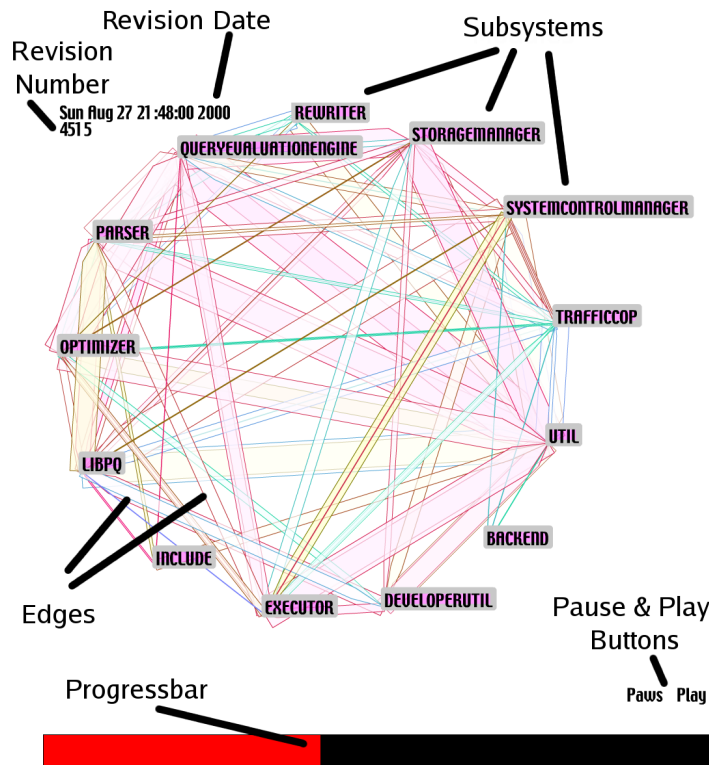 Revision Date
Subsystems
Revision
Number
Sun Aug 27 21:48:00 2000
4515
REWRITER
STORAGEMANAGER
QUERYEVALUATIONENGINE
SYSTEMCONTROLMANAGER
PARSER
TRAFFICCOP
OPTIMIZER
UTIL
LIBPQ
BACKEND
INCLUDE
EXECUTOR
DEVELOPERUTIL
Edges
Pause & Play
Buttons
Progressbar
Paws Play